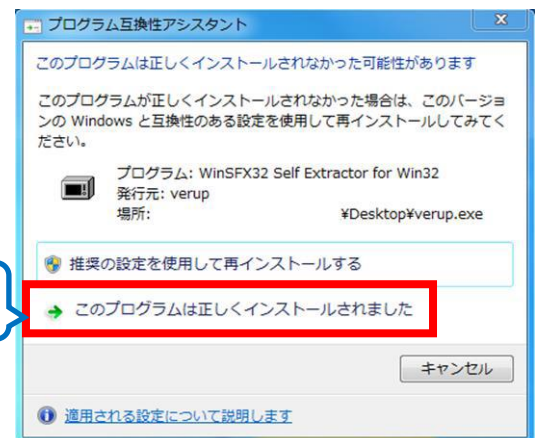 プログラム互換性アシスタント
このプログラムは正しくインストールされなかった可能性があります
このプログラムが正しくインストールされなかった場合は、このバージョ
ンの Windows と互換性のある設定を使用して再インストールしてみてく
ださい。
プログラム: WinSFX32 Self Extractor for Win32
発行元: verup
場所: ¥Desktop¥verup.exe
推奨の設定を使用して再インストールする
このプログラムは正しくインストールされました
キャンセル
適用される設定について説明します